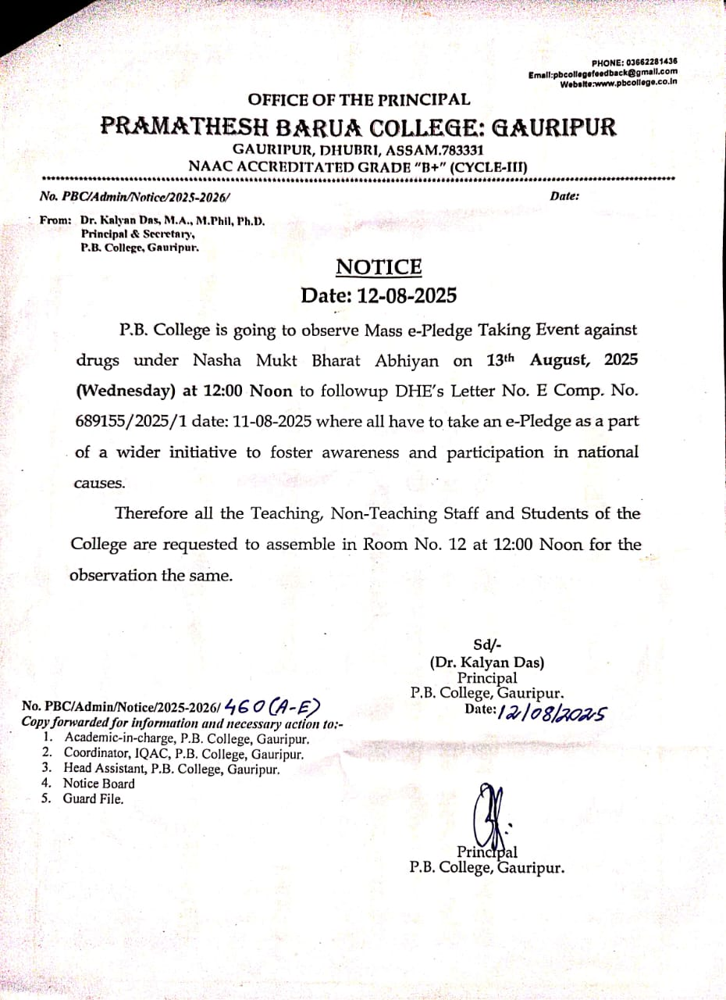 PHONE: 03662281436
Email:pbcollegefeedback@gmail.com
Website:www.pbcollege.co.in
OFFICE OF THE PRINCIPAL
PRAMATHESH BARUA COLLEGE: GAURIPUR
GAURIPUR, DHUBRI, ASSAM.783331
NAAC ACCREDITATED GRADE "B+" (CYCLE-III)
No. PBC/Admin/Notice/2025-2026/ Date:
From: Dr. Kalyan Das, M.A., M.Phil, Ph.D.
Principal & Secretary,
P.B. College, Gauripur.
NOTICE
Date: 12-08-2025
P.B. College is going to observe Mass e-Pledge Taking Event against
drugs under Nasha Mukt Bharat Abhiyan on 13th August, 2025
(Wednesday) at 12:00 Noon to followup DHE's Letter No. E Comp. No.
689155/2025/1 date: 11-08-2025 where all have to take an e-Pledge as a part
of a wider initiative to foster awareness and participation in national
causes.
Therefore all the Teaching, Non-Teaching Staff and Students of the
College are requested to assemble in Room No. 12 at 12:00 Noon for the
observation the same.
Sd/-
(Dr. Kalyan Das)
Principal
P.B. College, Gauripur.
Date: 12/08/2025
No. PBC/Admin/Notice/2025-2026/ 460 (A-E)
Copy forwarded for information and necessary action to:-
1. Academic-in-charge, P.B. College, Gauripur.
2. Coordinator, IQAC, P.B. College, Gauripur.
3. Head Assistant, P.B. College, Gauripur.
4. Notice Board
5. Guard File.
Principal
P.B. College, Gauripur.